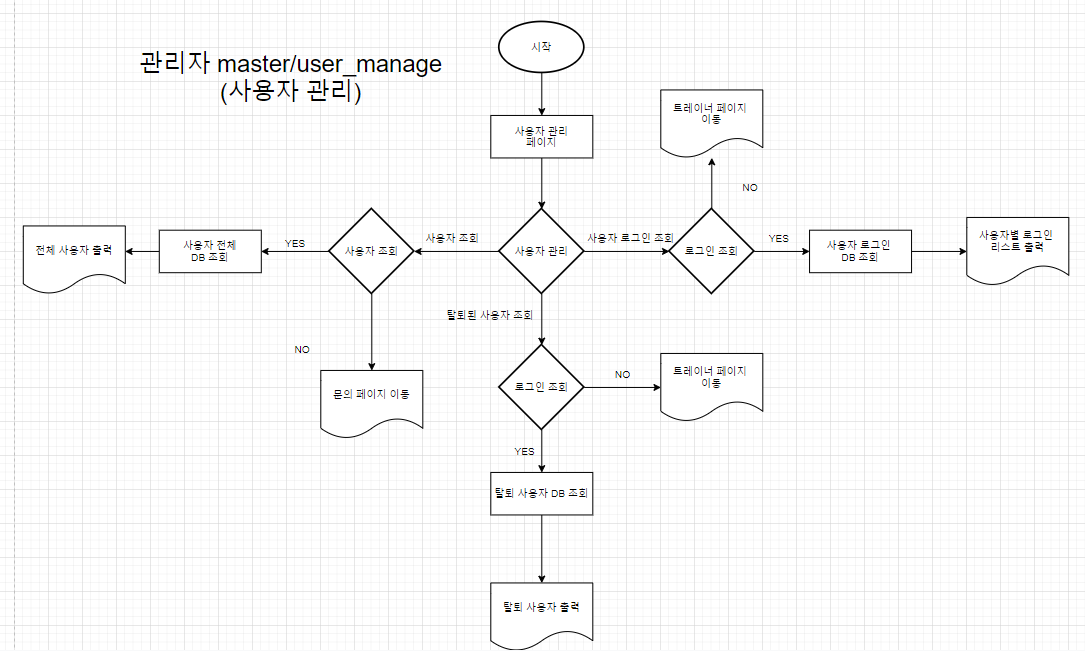 관리자 master/user_manage
(사용자 관리)
시작
사용자 관리
페이지
트레이너 페이지
이동
NO
전체 사용자 출력
사용자 전체
DB 조회
YES
사용자 조회
사용자 조회
사용자 관리
사용자 로그인 조회
로그인 조회
YES
사용자 로그인
DB 조회
사용자별 로그인
리스트 출력
탈퇴된 사용자 조회
NO
문의 페이지 이동
로그인 조회
NO
트레이너 페이지
이동
YES
탈퇴 사용자 DB 조회
탈퇴 사용자 출력